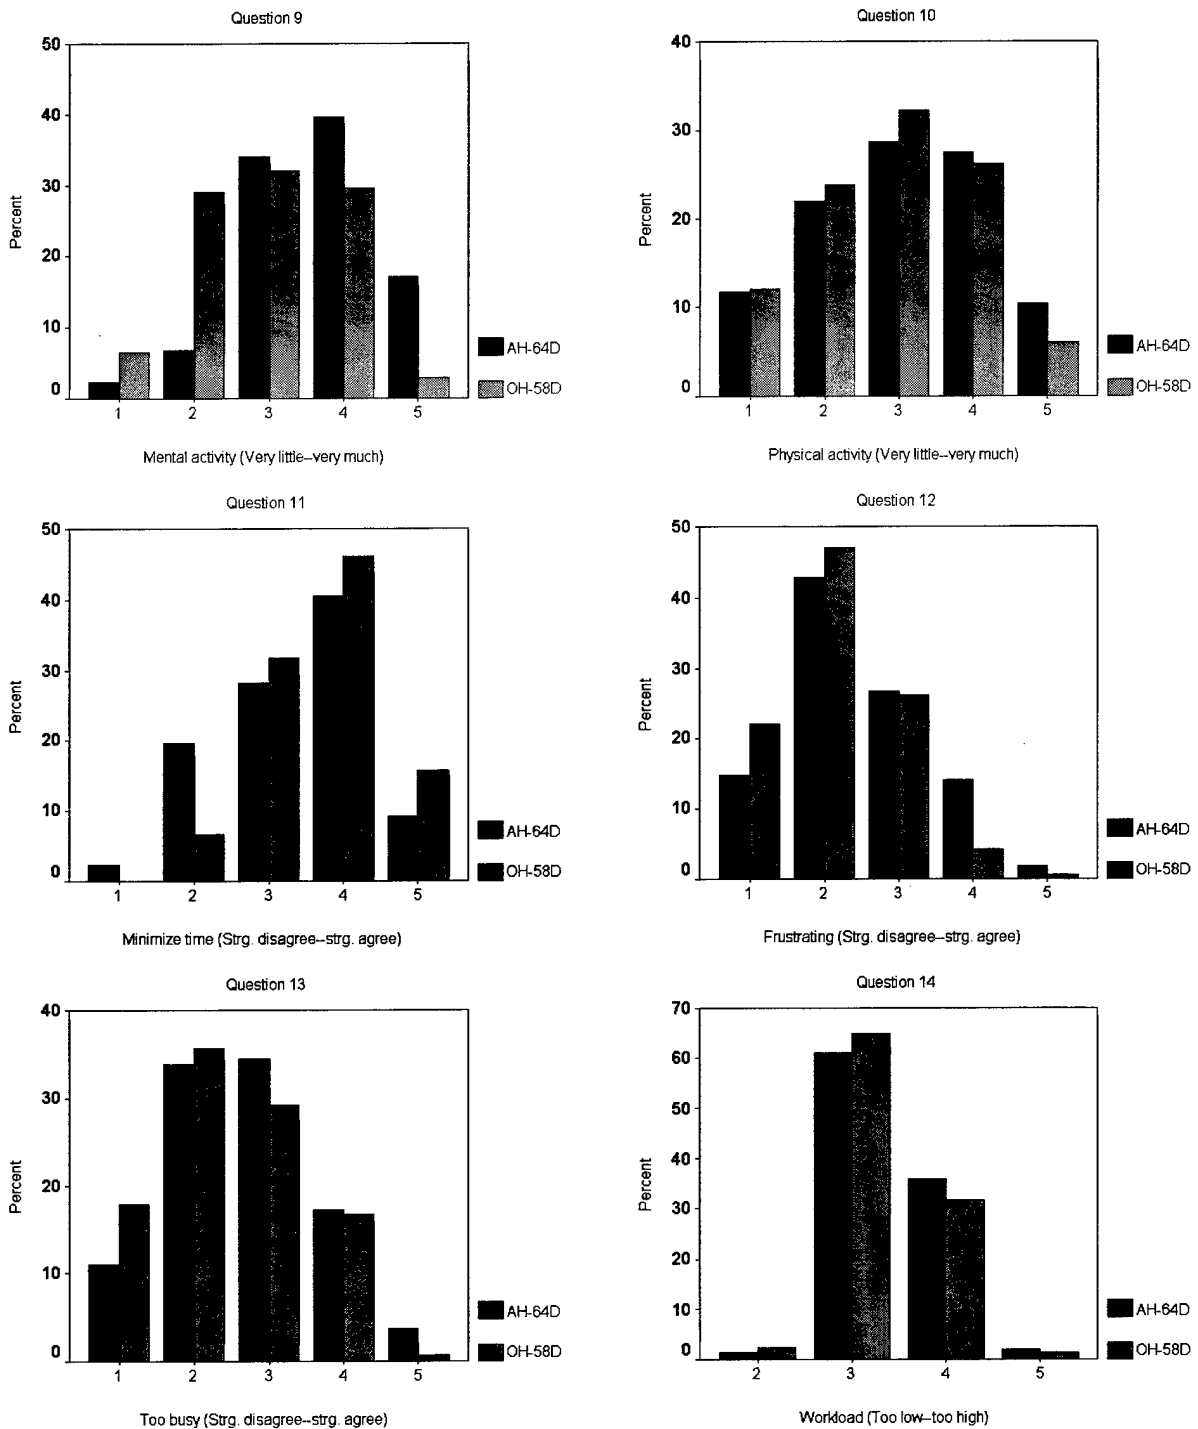 Question 9
50
40
30
20
10
0
Percent
1 2 3 4 5
AH-64D
OH-58D
Mental activity (Very little--very much)
Question 10
40
30
20
10
0
Percent
1 2 3 4 5
AH-64D
OH-58D
Physical activity (Very little--very much)
Question 11
50
40
30
20
10
0
Percent
1 2 3 4 5
AH-64D
OH-58D
Minimize time (Strg. disagree--strg. agree)
Question 12
50
40
30
20
10
0
Percent
1 2 3 4 5
AH-64D
OH-58D
Frustrating (Strg. disagree--strg. agree)
Question 13
40
30
20
10
0
Percent
1 2 3 4 5
AH-64D
OH-58D
Too busy (Strg. disagree--strg. agree)
Question 14
70
60
50
40
30
20
10
0
Percent
2 3 4 5
AH-64D
OH-58D
Workload (Too low--too high)